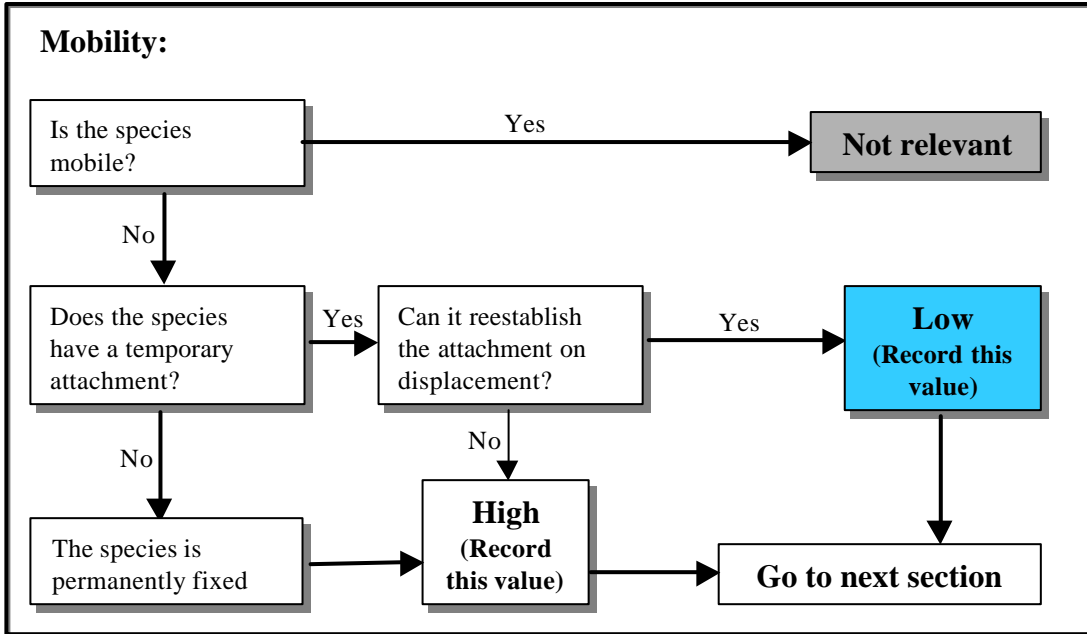 Mobility:
Is the species
mobile?
Yes
Not relevant
No
Does the species
have a temporary
attachment?
Yes
Can it reestablish
the attachment on
displacement?
Yes
Low
(Record this
value)
No
No
The species is
permanently fixed
High
(Record
this value)
Go to next section